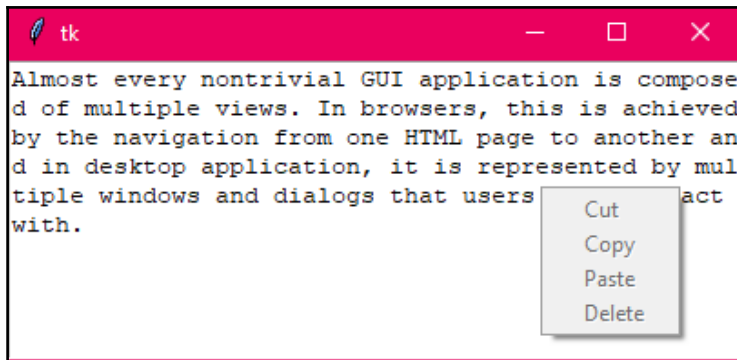 tk
Almost every nontrivial GUI application is compose
d of multiple views. In browsers, this is achieved
by the navigation from one HTML page to another an
d in desktop application, it is represented by mul
tiple windows and dialogs that users act
with.
Cut
Copy
Paste
Delete